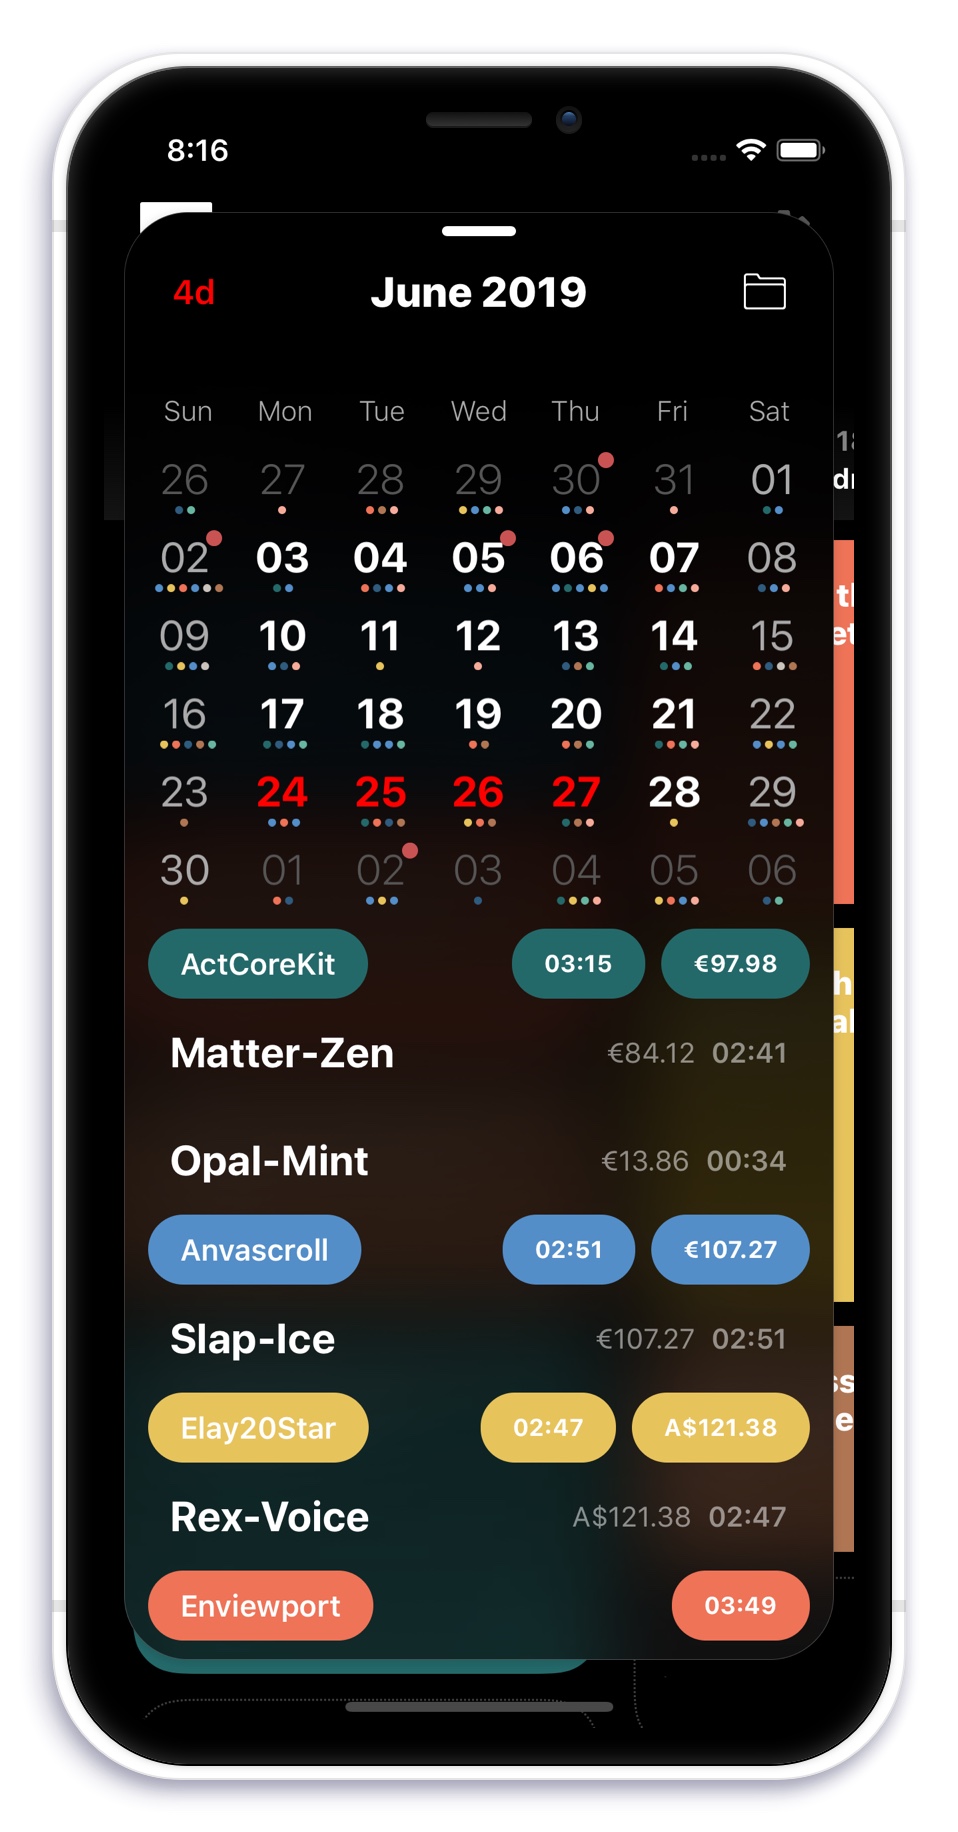 8:16
4d June 2019
Sun Mon Tue Wed Thu Fri Sat
26 27 28 29 30 31 01
02 03 04 05 06 07 08
09 10 11 12 13 14 15
16 17 18 19 20 21 22
23 24 25 26 27 28 29
30 01 02 03 04 05 06
ActCoreKit 03:15 €97.98
Matter-Zen €84.12 02:41
Opal-Mint €13.86 00:34
Anvascroll 02:51 €107.27
Slap-Ice €107.27 02:51
Elay20Star 02:47 A$121.38
Rex-Voice A$121.38 02:47
Enviewport 03:49